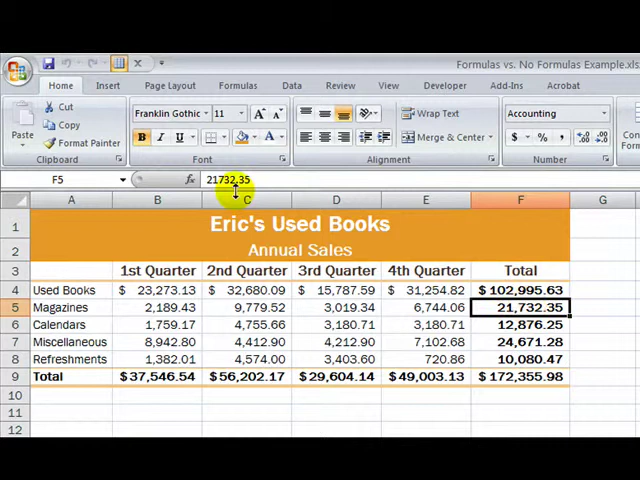 Formulas vs. No Formulas Example.xls
Home Insert Page Layout Formulas Data Review View Developer Add-Ins Acrobat
Paste Cut Copy Format Painter
Franklin Gothic 11 A A
B I U A
Wrap Text
Merge & Center
Accounting
$ % , .0 .00 .00 .0
Clipboard Font Alignment Number
F5 fx 21732.35
A B C D E F G
1 Eric's Used Books
2 Annual Sales
3 1st Quarter 2nd Quarter 3rd Quarter 4th Quarter Total
4 Used Books $ 23,273.13 $ 32,680.09 $ 15,787.59 $ 31,254.82 $ 102,995.63
5 Magazines 2,189.43 9,779.52 3,019.34 6,744.06 21,732.35
6 Calendars 1,759.17 4,755.66 3,180.71 3,180.71 12,876.25
7 Miscellaneous 8,942.80 4,412.90 4,212.90 7,102.68 24,671.28
8 Refreshments 1,382.01 4,574.00 3,403.60 720.86 10,080.47
9 Total $ 37,546.54 $ 56,202.17 $ 29,604.14 $ 49,003.13 $ 172,355.98
10
11
12